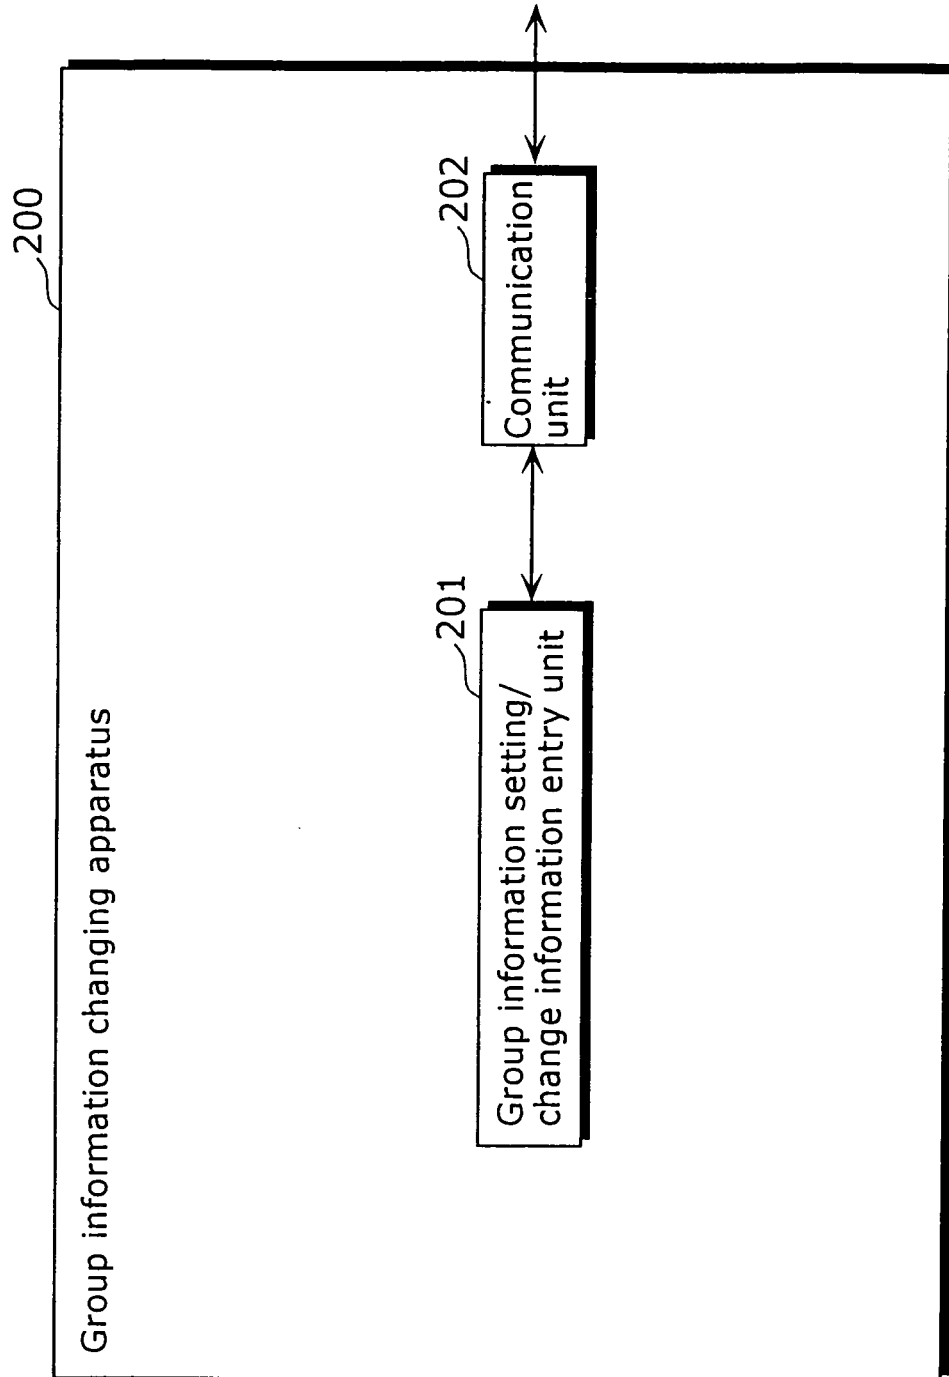 200
Group information changing apparatus
201
Group information setting/
change information entry unit
202
Communication
unit